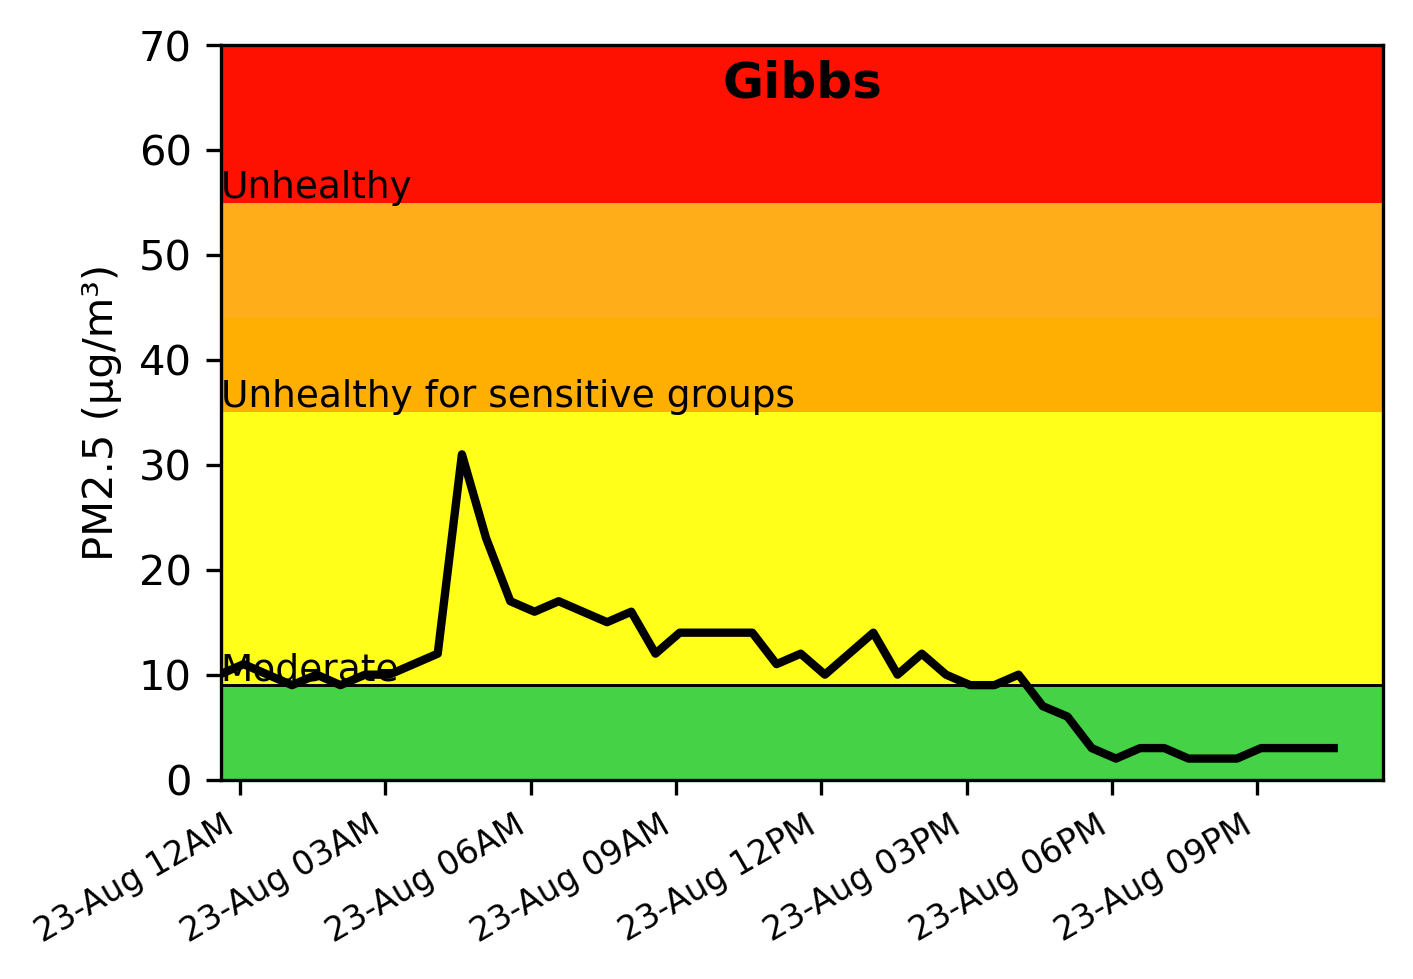 Gibbs
PM2.5 (µg/m³)
70
60
50
40
30
20
10
0
Unhealthy
Unhealthy for sensitive groups
Moderate
23-Aug 12AM
23-Aug 03AM
23-Aug 06AM
23-Aug 09AM
23-Aug 12PM
23-Aug 03PM
23-Aug 06PM
23-Aug 09PM